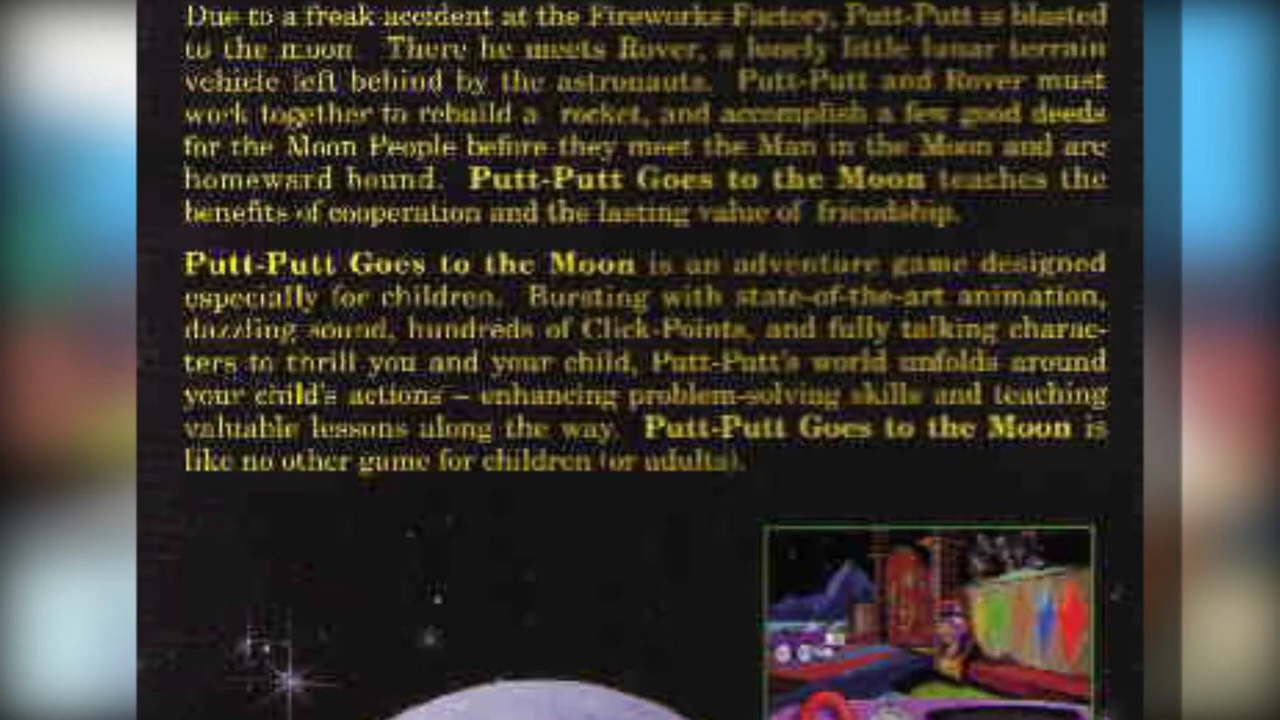 Due to a freak accident at the Fireworks Factory, Putt-Putt is blasted
to the moon. There he meets Rover, a lonely little lunar terrain
vehicle left behind by the astronauts. Putt-Putt and Rover must
work together to rebuild a rocket, and accomplish a few good deeds
for the Moon People before they meet the Man in the Moon and are
homeward bound. Putt-Putt Goes to the Moon teaches the
benefits of cooperation and the lasting value of friendship.
Putt-Putt Goes to the Moon is an adventure game designed
especially for children. Bursting with state-of-the-art animation,
dazzling sound, hundreds of Click-Points, and fully talking charac-
ters to thrill you and your child, Putt-Putt's world unfolds around
your child's actions – enhancing problem-solving skills and teaching
valuable lessons along the way. Putt-Putt Goes to the Moon is
like no other game for children (or adults).